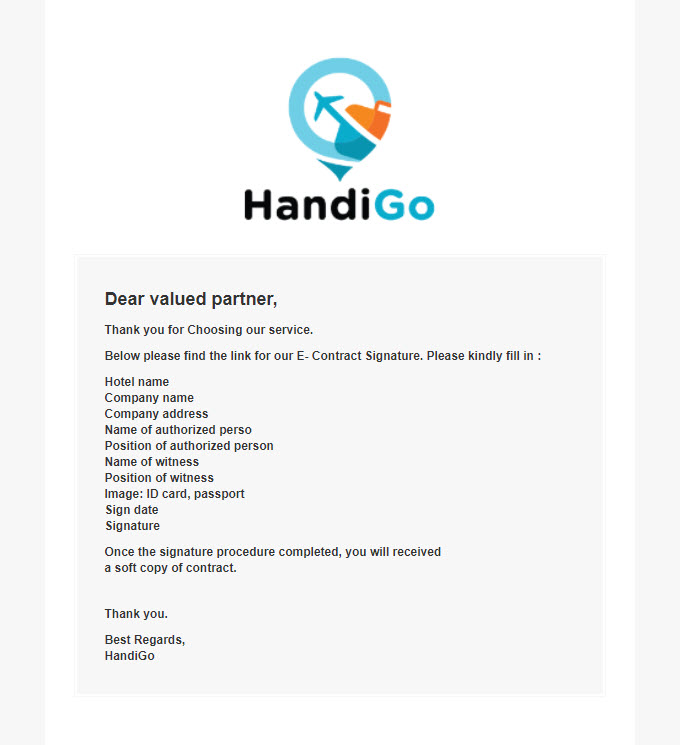 HandiGo
Dear valued partner,
Thank you for Choosing our service.
Below please find the link for our E- Contract Signature. Please kindly fill in :
Hotel name
Company name
Company address
Name of authorized perso
Position of authorized person
Name of witness
Position of witness
Image: ID card, passport
Sign date
Signature
Once the signature procedure completed, you will received
a soft copy of contract.
Thank you.
Best Regards,
HandiGo